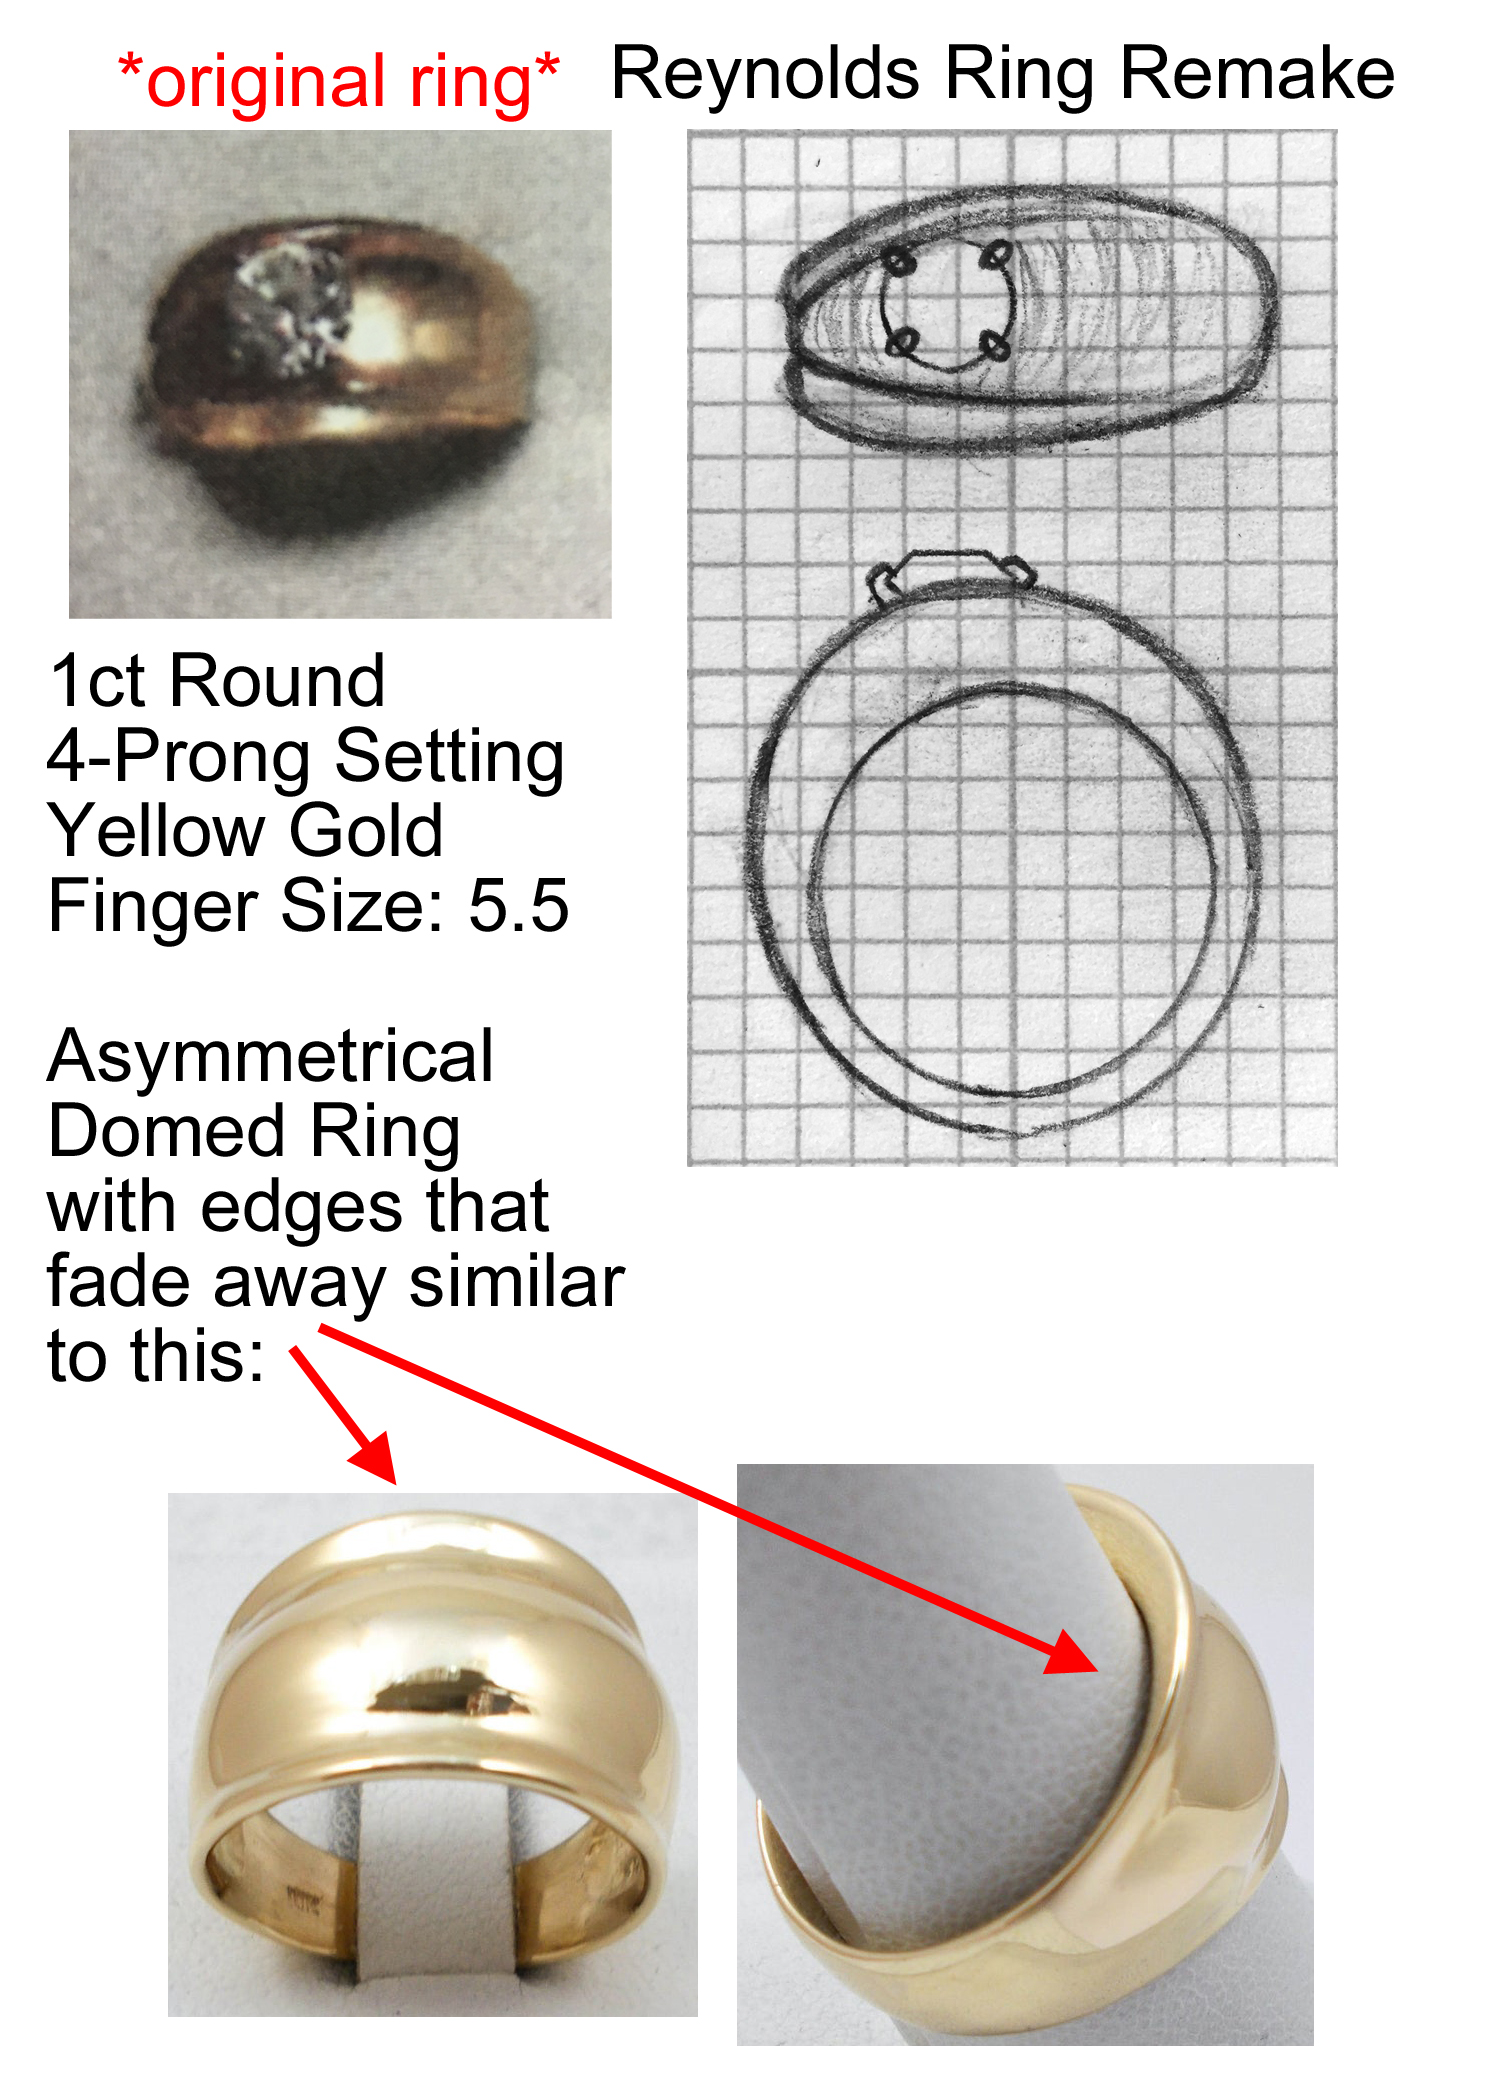 *original ring*
Reynolds Ring Remake
1ct Round
4-Prong Setting
Yellow Gold
Finger Size: 5.5
Asymmetrical
Domed Ring
with edges that
fade away similar
to this: